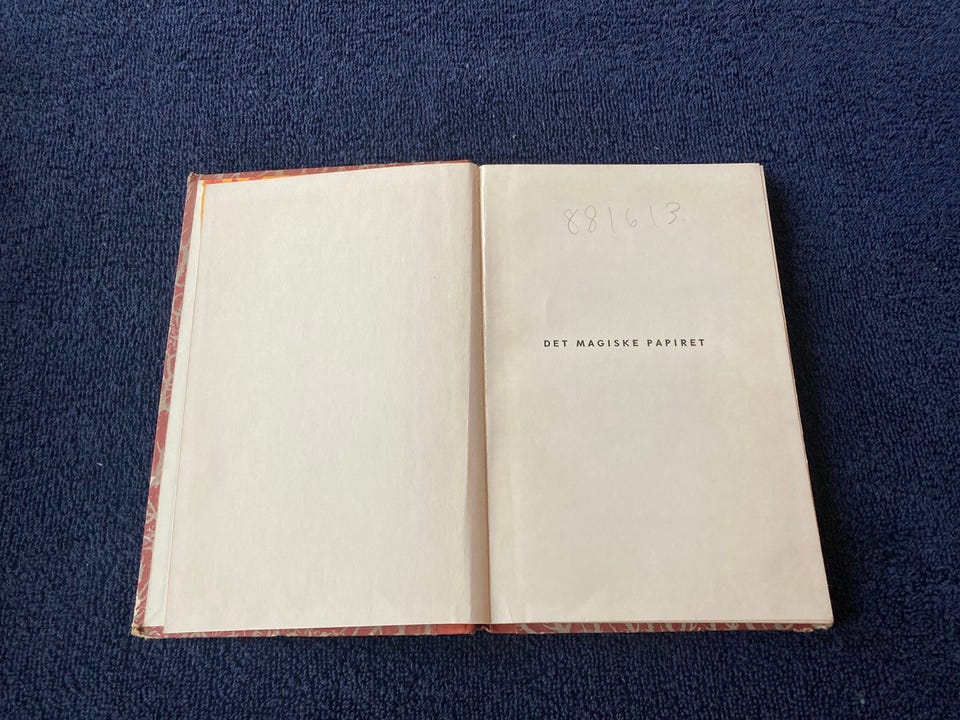 881613.
DET MAGISKE PAPIRET